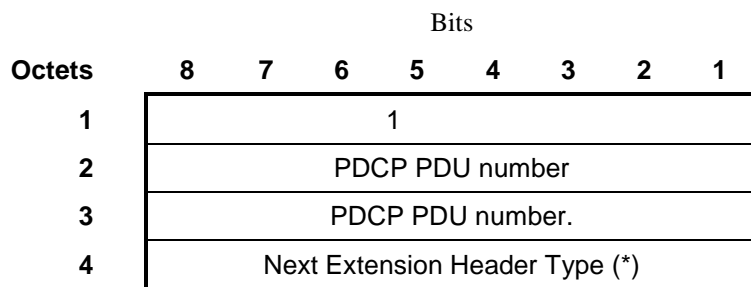 Bits
Octets 8 7 6 5 4 3 2 1
1 1
2 PDCP PDU number
3 PDCP PDU number.
4 Next Extension Header Type (*)